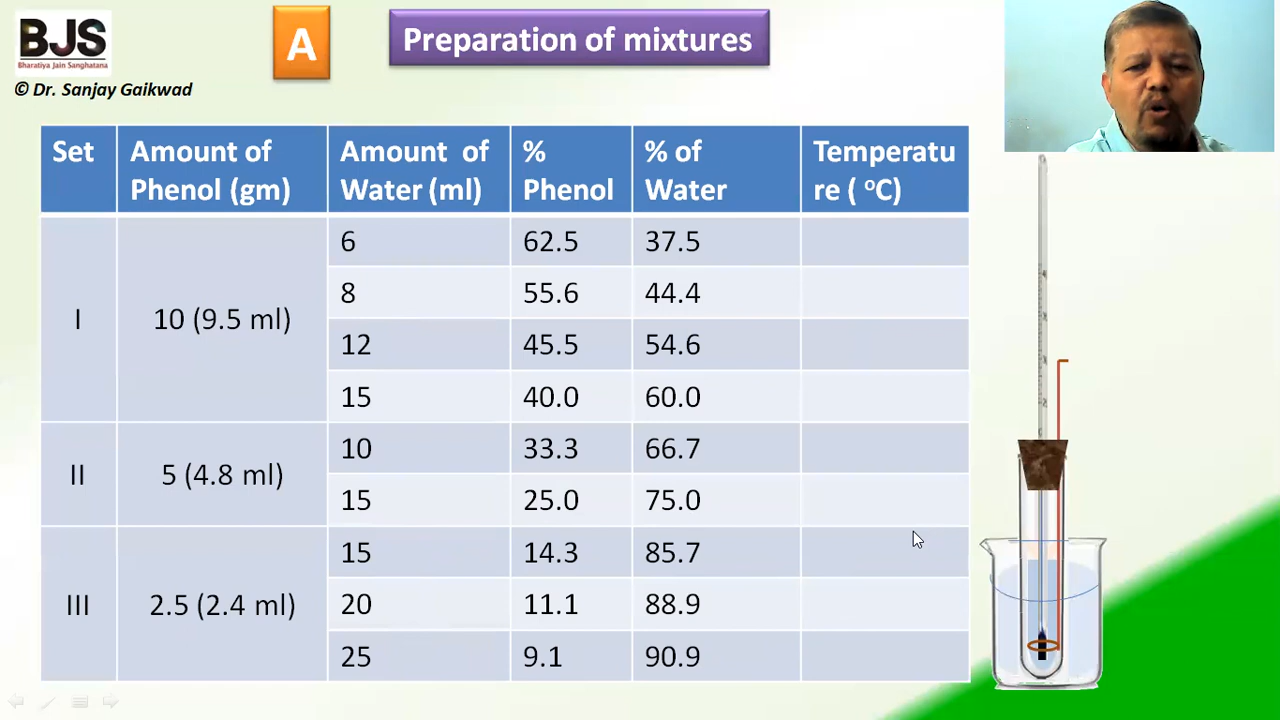 BJS
Bharatiya Jain Sanghatana
© Dr. Sanjay Gaikwad
A
Preparation of mixtures
Set
Amount of
Phenol (gm)
Amount of
Water (ml)
%
Phenol
% of
Water
Temperatu
re ( oC)
I
10 (9.5 ml)
6 62.5 37.5
8 55.6 44.4
12 45.5 54.6
15 40.0 60.0
II
5 (4.8 ml)
10 33.3 66.7
15 25.0 75.0
III
2.5 (2.4 ml)
15 14.3 85.7
20 11.1 88.9
25 9.1 90.9